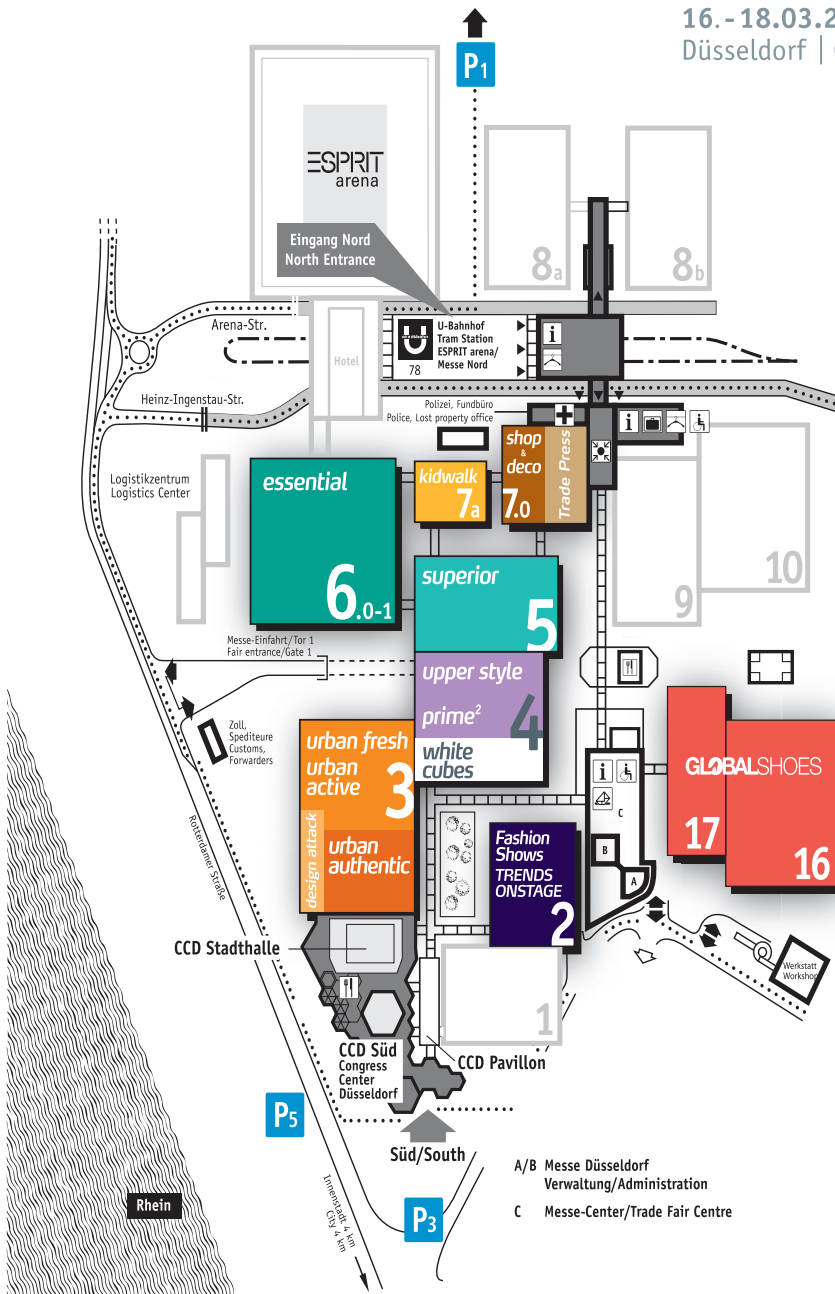 16.-18.03.2
Düsseldorf |
P1
ESPRIT
arena
Eingang Nord
North Entrance
8a
8b
Arena-Str.
Hotel
U
U-Bahnhof
Tram Station
ESPRIT arena/
Messe Nord
78
i
Heinz-Ingenstau-Str.
Polizei, Fundbüro
Police, Lost property office
i
Logistikzentrum
Logistics Center
essential
6.0-1
kidwalk
7a
shop
&
deco
7.0
Trade Press
9
10
superior
5
Messe-Einfahrt/Tor 1
Fair entrance/Gate 1
upper style
prime²
4
white
cubes
Zoll,
Spediteure
Customs,
Forwarders
urban fresh
urban
active
3
design attack
urban
authentic
Rotterdamer Straße
i
C
B
A
GLOBALSHOES
17
16
Fashion
Shows
TRENDS
ONSTAGE
2
CCD Stadthalle
Werkstatt
Workshop
1
CCD Süd
Congress
Center
Düsseldorf
CCD Pavillon
P5
Süd/South
Rhein
Innenstadt 4 km
City 4 km
P3
A/B Messe Düsseldorf
Verwaltung/Administration
C Messe-Center/Trade Fair Centre